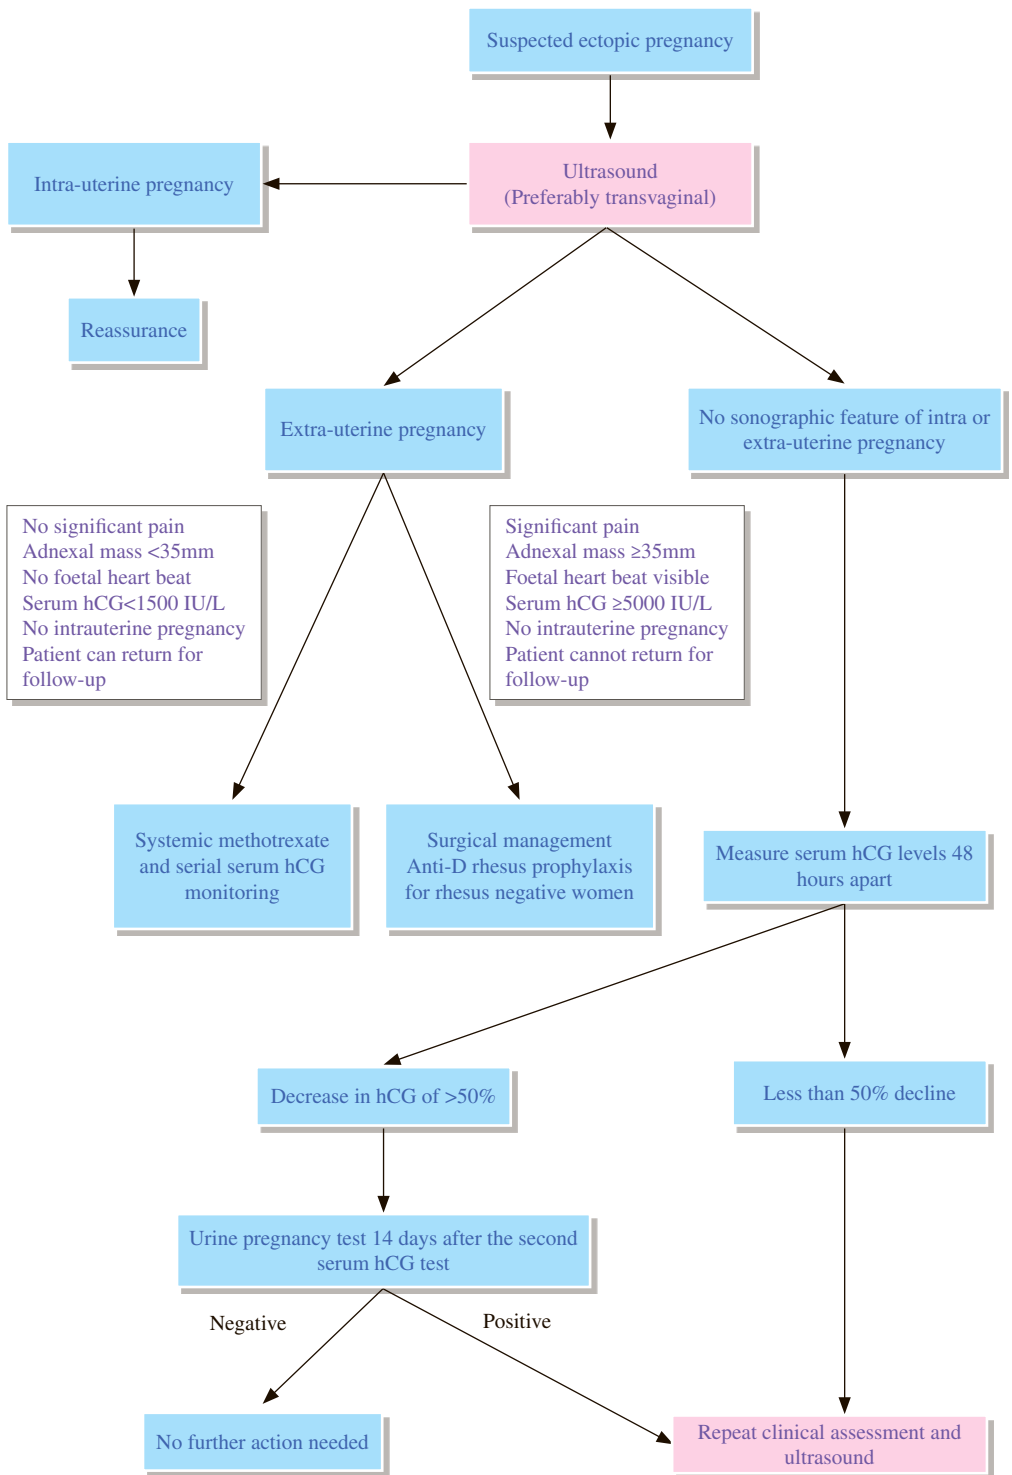 Suspected ectopic pregnancy
Intra-uterine pregnancy
Ultrasound
(Preferably transvaginal)
Reassurance
Extra-uterine pregnancy
No sonographic feature of intra or
extra-uterine pregnancy
No significant pain
Adnexal mass <35mm
No foetal heart beat
Serum hCG<1500 IU/L
No intrauterine pregnancy
Patient can return for
follow-up
Significant pain
Adnexal mass ≥35mm
Foetal heart beat visible
Serum hCG ≥5000 IU/L
No intrauterine pregnancy
Patient cannot return for
follow-up
Systemic methotrexate
and serial serum hCG
monitoring
Surgical management
Anti-D rhesus prophylaxis
for rhesus negative women
Measure serum hCG levels 48
hours apart
Decrease in hCG of >50%
Less than 50% decline
Urine pregnancy test 14 days after the second
serum hCG test
Negative
Positive
No further action needed
Repeat clinical assessment and
ultrasound